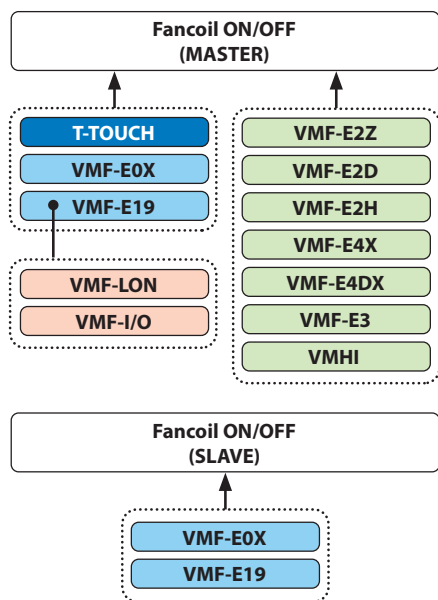 Fancoil ON/OFF
(MASTER)
T-TOUCH
VMF-E0X
VMF-E19
VMF-LON
VMF-I/O
VMF-E2Z
VMF-E2D
VMF-E2H
VMF-E4X
VMF-E4DX
VMF-E3
VMHI
Fancoil ON/OFF
(SLAVE)
VMF-E0X
VMF-E19